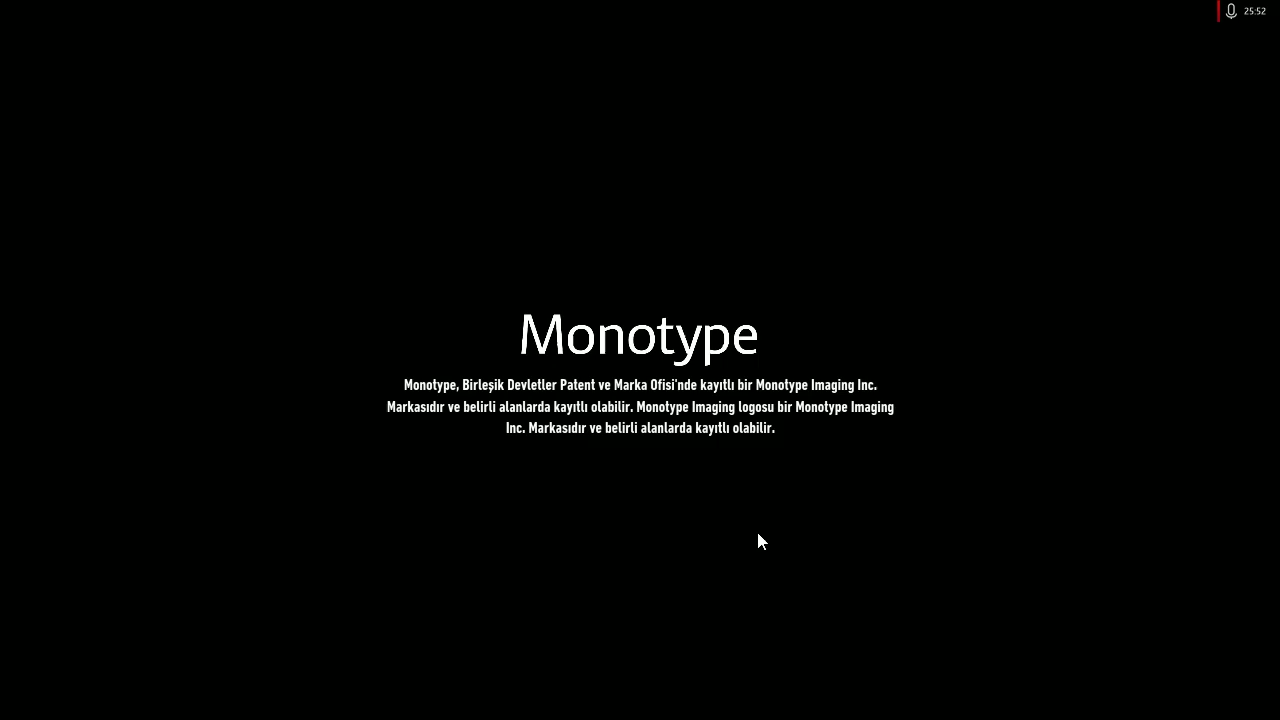 25:52
Monotype
Monotype, Birleşik Devletler Patent ve Marka Ofisi'nde kayıtlı bir Monotype Imaging Inc.
Markasıdır ve belirli alanlarda kayıtlı olabilir. Monotype Imaging logosu bir Monotype Imaging
Inc. Markasıdır ve belirli alanlarda kayıtlı olabilir.